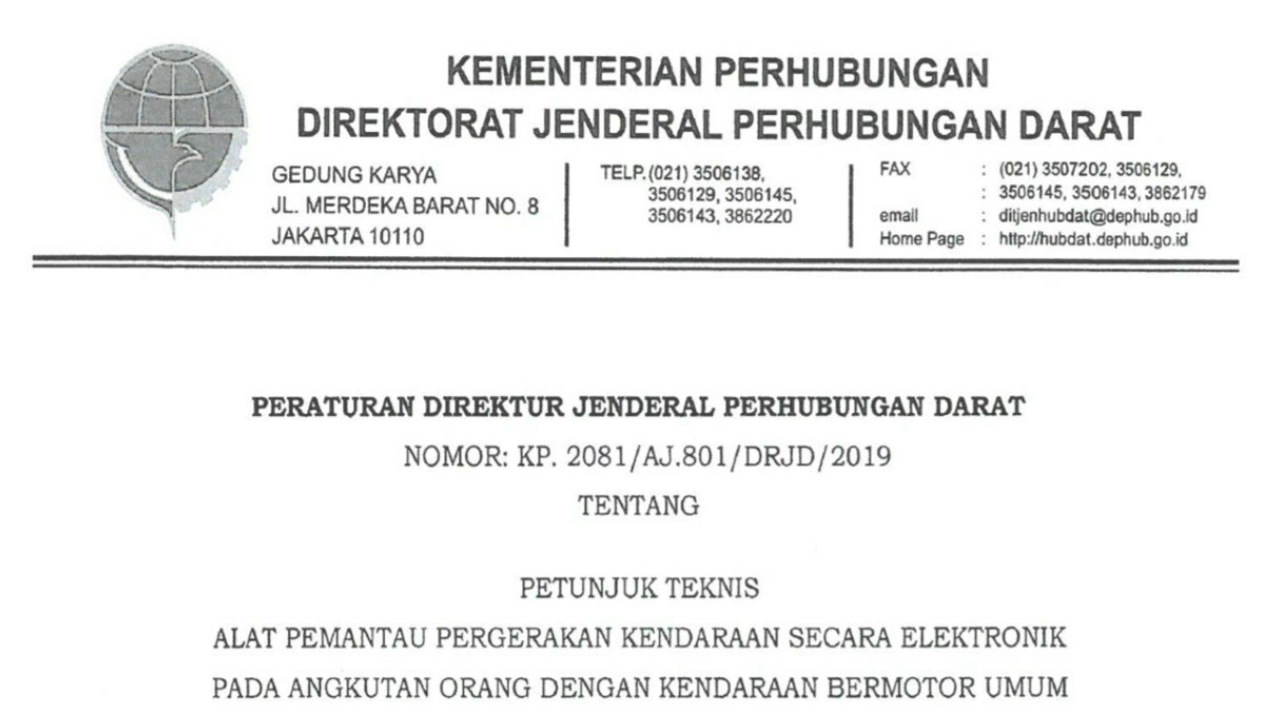 KEMENTERIAN PERHUBUNGAN
DIREKTORAT JENDERAL PERHUBUNGAN DARAT
GEDUNG KARYA
JL. MERDEKA BARAT NO. 8
JAKARTA 10110
TELP.(021) 3506138,
3506129, 3506145,
3506143, 3862220
FAX : (021) 3507202, 3506129,
: 3506145, 3506143, 3862179
email : ditjenhubdat@dephub.go.id
Home Page : http://hubdat.dephub.go.id
PERATURAN DIREKTUR JENDERAL PERHUBUNGAN DARAT
NOMOR: KP. 2081/AJ.801/DRJD/2019
TENTANG
PETUNJUK TEKNIS
ALAT PEMANTAU PERGERAKAN KENDARAAN SECARA ELEKTRONIK
PADA ANGKUTAN ORANG DENGAN KENDARAAN BERMOTOR UMUM